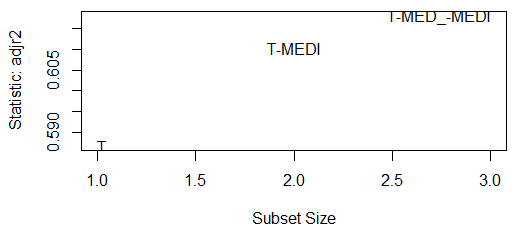 T-MED_-MEDI
T-MEDI
T
0.605
0.590
Statistic: adjr2
1.0 1.5 2.0 2.5 3.0
Subset Size